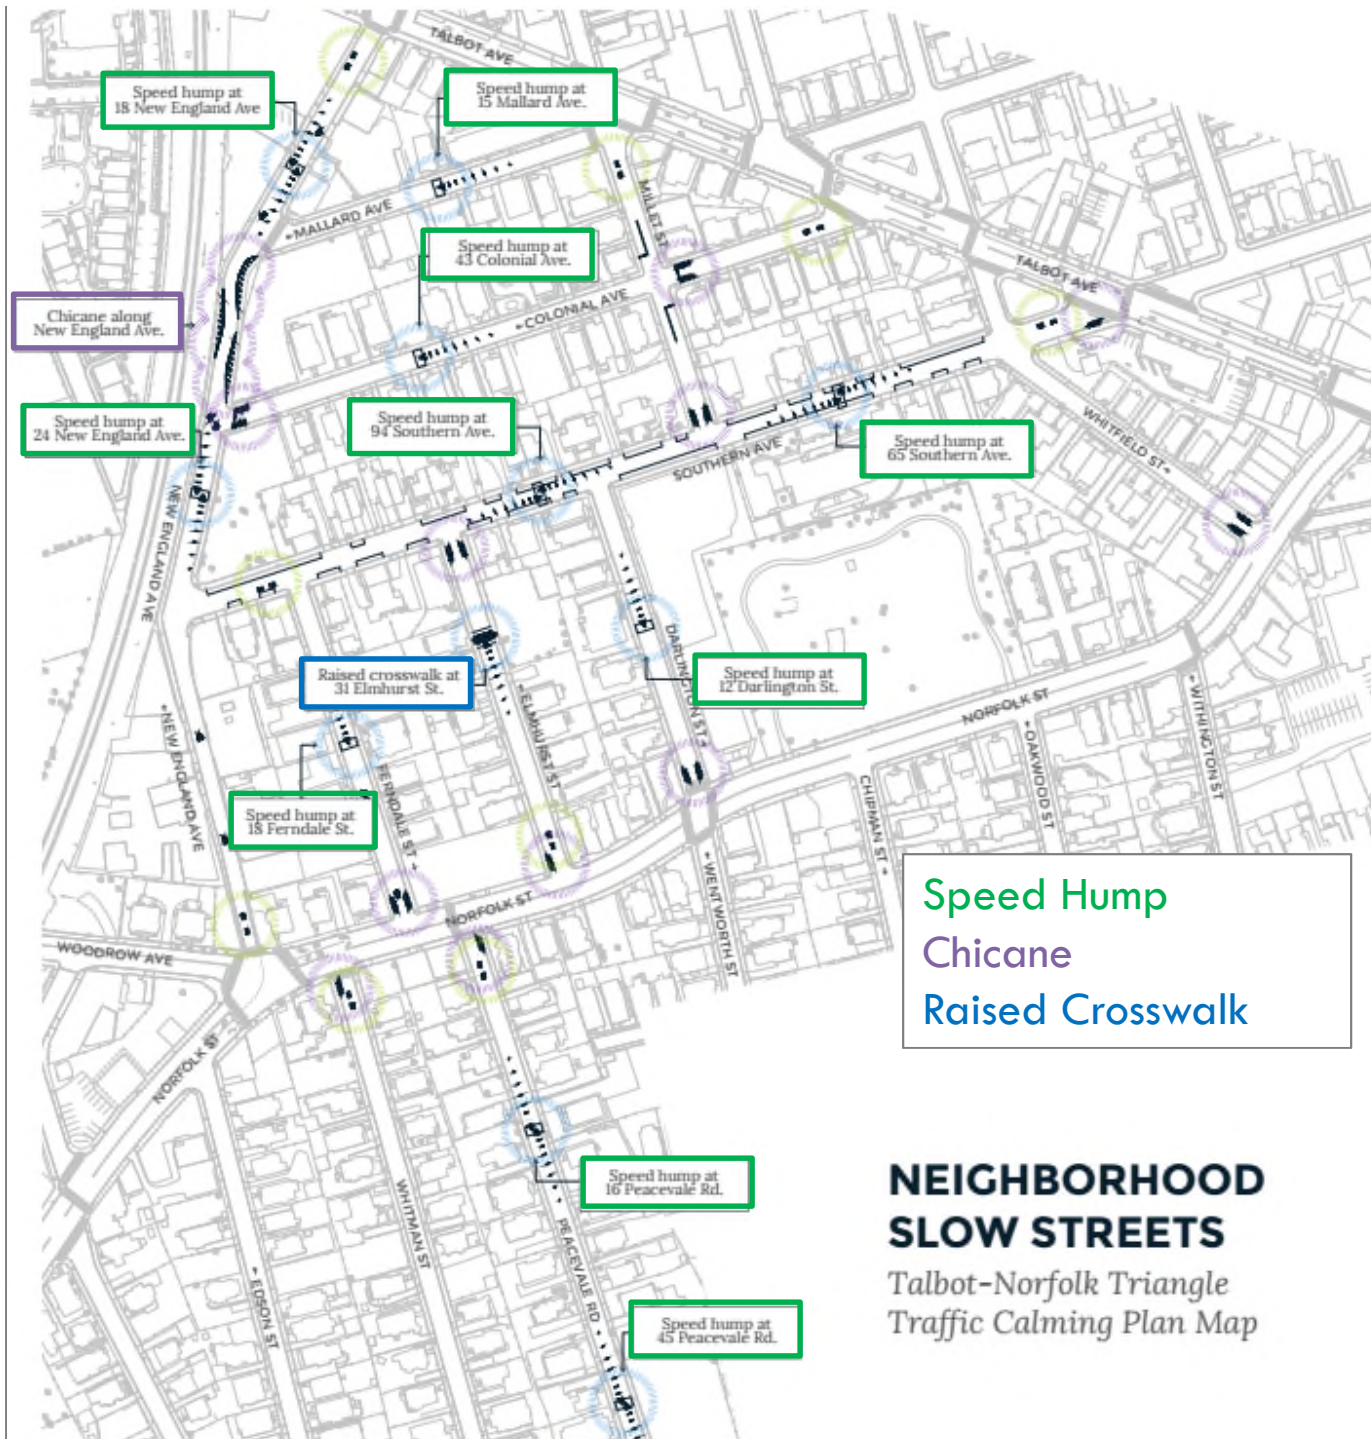 TALBOT AVE
Speed hump at
18 New England Ave
Speed hump at
15 Mallard Ave.
MILLET ST
←MALLARD AVE
Speed hump at
43 Colonial Ave.
TALBOT AVE
←COLONIAL AVE
Chicane along
New England Ave.
Speed hump at
24 New England Ave.
Speed hump at
94 Southern Ave.
Speed hump at
65 Southern Ave.
WHITFIELD ST→
SOUTHERN AVE
NEW ENGLAND AVE
Raised crosswalk at
31 Elmhurst St.
Speed hump at
12 Darlington St.
DARLINGTON ST→
←ELMHURST ST
NORFOLK ST
←WITHINGTON ST
←OAKWOOD ST
←NEW ENGLAND AVE
FERNDALE ST→
CHIPMAN ST→
Speed hump at
18 Ferndale St.
←WENTWORTH ST
NORFOLK ST
WOODROW AVE
Speed Hump
Chicane
Raised Crosswalk
NORFOLK ST
Speed hump at
16 Peacevale Rd.
WHITMAN ST
PEACEVALE RD→
←EDSON ST
Speed hump at
45 Peacevale Rd.
NEIGHBORHOOD
SLOW STREETS
Talbot-Norfolk Triangle
Traffic Calming Plan Map